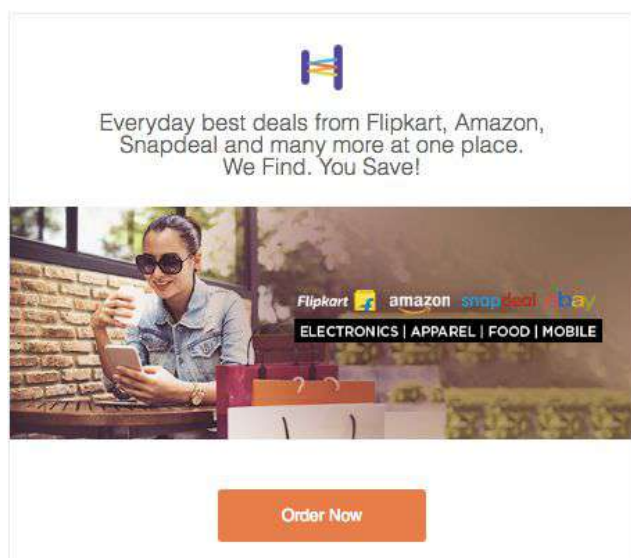 Everyday best deals from Flipkart, Amazon,
Snapdeal and many more at one place.
We Find. You Save!
Flipkart amazon snapdeal ebay
ELECTRONICS | APPAREL | FOOD | MOBILE
Order Now